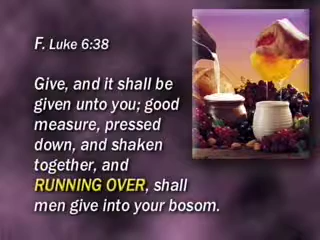 F. Luke 6:38
Give, and it shall be
given unto you; good
measure, pressed
down, and shaken
together, and
RUNNING OVER, shall
men give into your bosom.